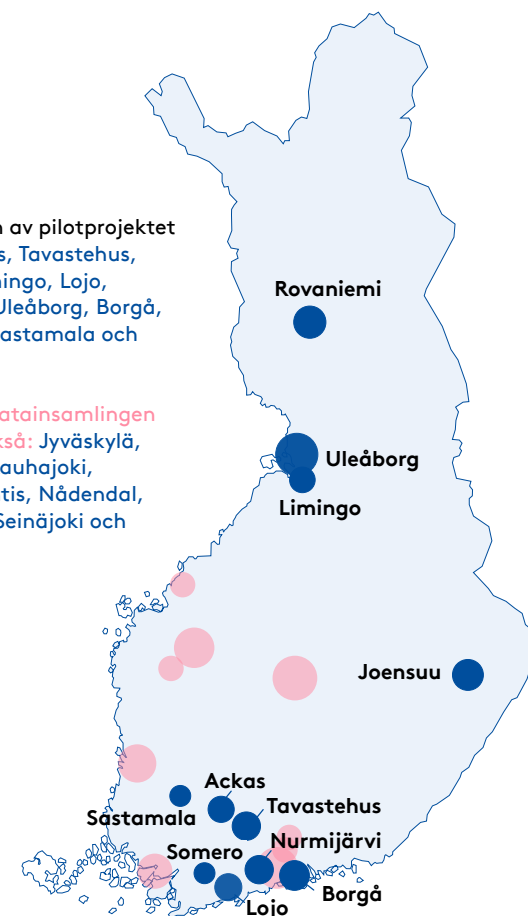 av pilotprojektet
s, Tavastehus,
ingo, Lojo,
Uleåborg, Borgå,
astamala och
atainsamlingen
kså: Jyväskylä,
auhajoki,
tis, Nådendal,
Seinäjoki och
Rovaniemi
Uleåborg
Limingo
Joensuu
Ackas
Sastamala
Tavastehus
Nurmijärvi
Somero
Borgå
Lojo